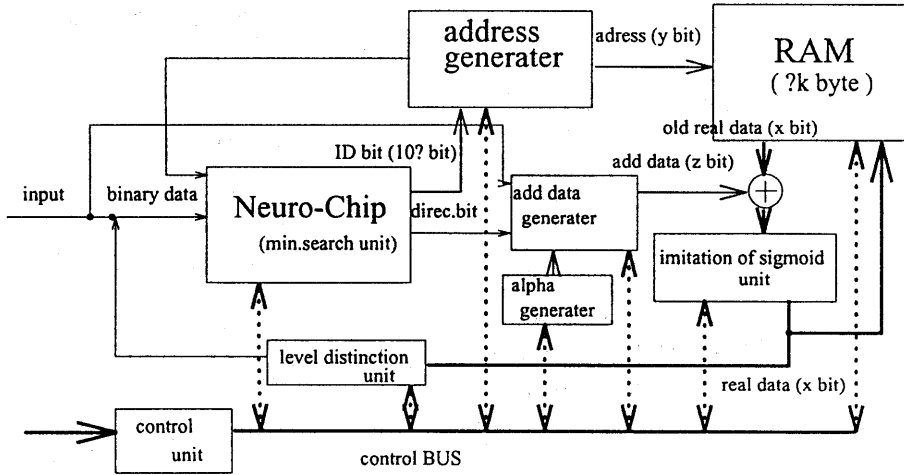 address
generater
adress (y bit)
RAM
( ?k byte )
old real data (x bit)
ID bit (10? bit)
add data (z bit)
input
binary data
Neuro-Chip
(min.search unit)
direc.bit
add data
generater
+
imitation of sigmoid
unit
alpha
generater
level distinction
unit
real data (x bit)
control
unit
control BUS